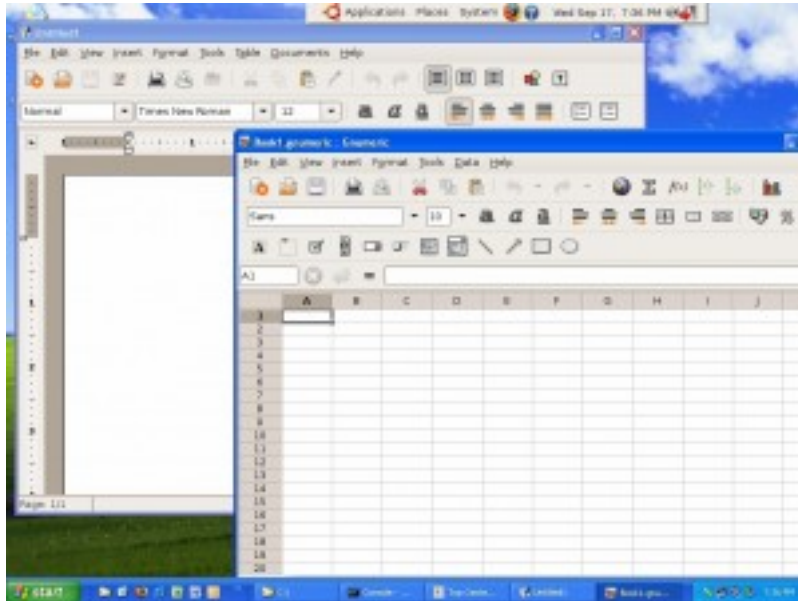 Applications Places System Wed Sep 17, 7:36 PM
File Edit View Insert Format Tools Table Documents Help
Normal Times New Roman 12
Book1.gnumeric : Gnumeric
File Edit View Insert Format Tools Data Help
Sans 10
A1
A B C D E F G H I J
1
2
3
4
5
6
7
8
9
10
11
12
13
14
15
16
17
18
19
20
Page: 1/1
start